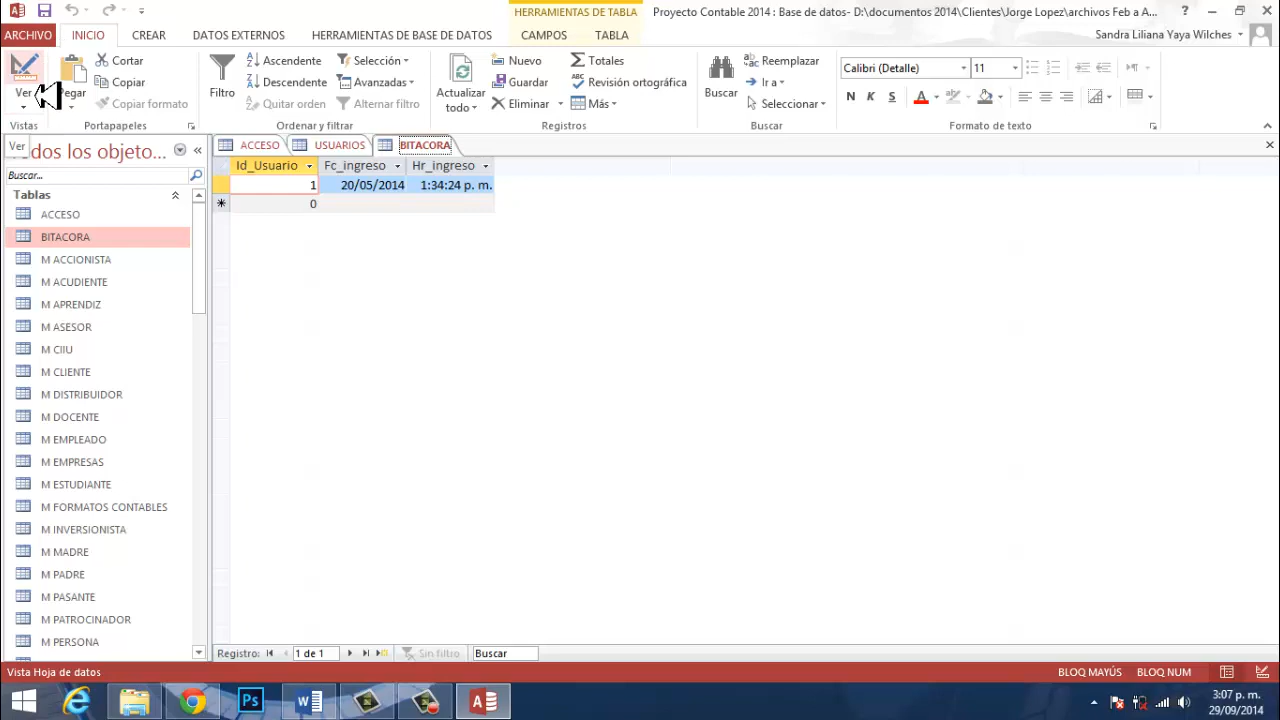 HERRAMIENTAS DE TABLA
Proyecto Contable 2014 : Base de datos- D:\documentos 2014\Clientes\Jorge Lopez\archivos Feb a A...
ARCHIVO INICIO CREAR DATOS EXTERNOS HERRAMIENTAS DE BASE DE DATOS CAMPOS TABLA
Sandra Liliana Yaya Wilches
Ver
Pegar
Cortar
Copiar
Copiar formato
Filtro
Ascendente
Descendente
Quitar orden
Selección
Avanzadas
Alternar filtro
Actualizar
todo
Nuevo
Guardar
Eliminar
Totales
Revisión ortográfica
Más
Buscar
Reemplazar
Ir a
Seleccionar
Calibri (Detalle) 11
N K S A
Vistas Portapapeles Ordenar y filtrar Registros Buscar Formato de texto
Ver
dos los objeto...
Buscar...
Tablas
ACCESO
BITACORA
M ACCIONISTA
M ACUDIENTE
M APRENDIZ
M ASESOR
M CIIU
M CLIENTE
M DISTRIBUIDOR
M DOCENTE
M EMPLEADO
M EMPRESAS
M ESTUDIANTE
M FORMATOS CONTABLES
M INVERSIONISTA
M MADRE
M PADRE
M PASANTE
M PATROCINADOR
M PERSONA
ACCESO USUARIOS BITACORA
Id_Usuario Fc_ingreso Hr_ingreso
1 20/05/2014 1:34:24 p. m.
0
Registro: 1 de 1 Sin filtro Buscar
Vista Hoja de datos BLOQ MAYÚS BLOQ NUM
Ps
3:07 p. m.
29/09/2014